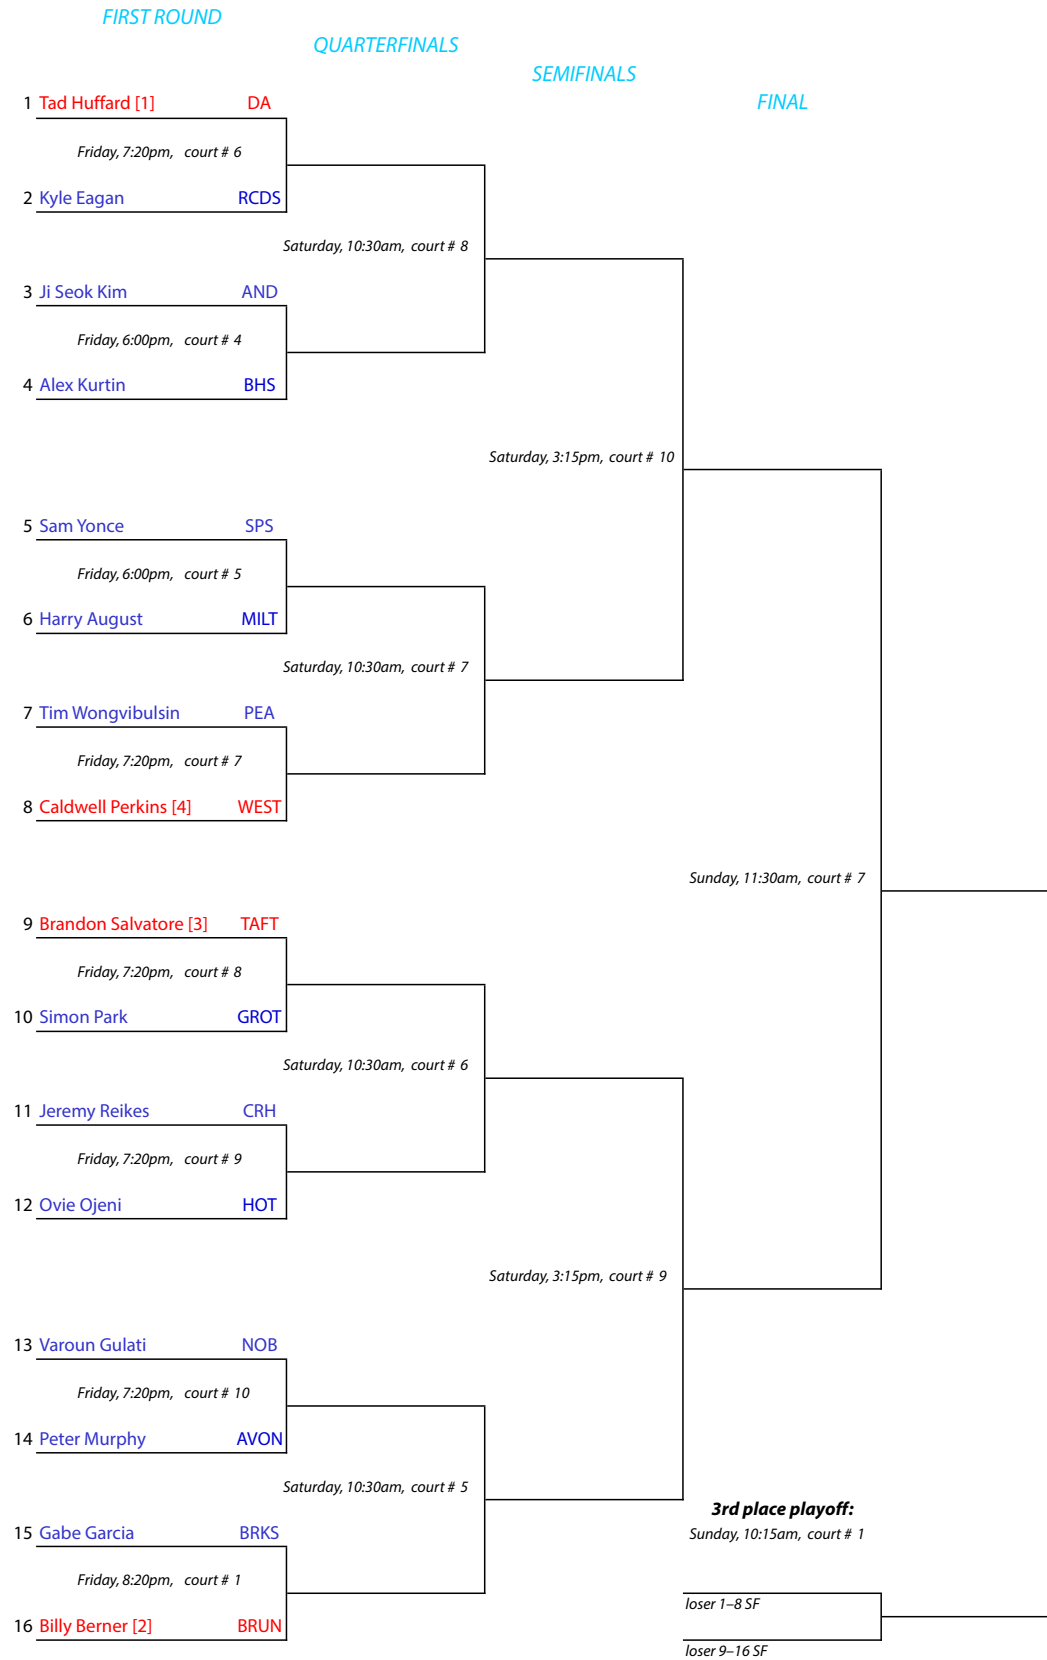 FIRST ROUND
QUARTERFINALS
SEMIFINALS
FINAL
1 Tad Huffard [1] DA
Friday, 7:20pm, court # 6
2 Kyle Eagan RCDS
Saturday, 10:30am, court # 8
3 Ji Seok Kim AND
Friday, 6:00pm, court # 4
4 Alex Kurtin BHS
Saturday, 3:15pm, court # 10
5 Sam Yonce SPS
Friday, 6:00pm, court # 5
6 Harry August MILT
Saturday, 10:30am, court # 7
7 Tim Wongvibulsin PEA
Friday, 7:20pm, court # 7
8 Caldwell Perkins [4] WEST
Sunday, 11:30am, court # 7
9 Brandon Salvatore [3] TAFT
Friday, 7:20pm, court # 8
10 Simon Park GROT
Saturday, 10:30am, court # 6
11 Jeremy Reikes CRH
Friday, 7:20pm, court # 9
12 Ovie Ojeni HOT
Saturday, 3:15pm, court # 9
13 Varoun Gulati NOB
Friday, 7:20pm, court # 10
14 Peter Murphy AVON
Saturday, 10:30am, court # 5
3rd place playoff:
15 Gabe Garcia BRKS
Sunday, 10:15am, court # 1
Friday, 8:20pm, court # 1
loser 1–8 SF
16 Billy Berner [2] BRUN
loser 9–16 SF